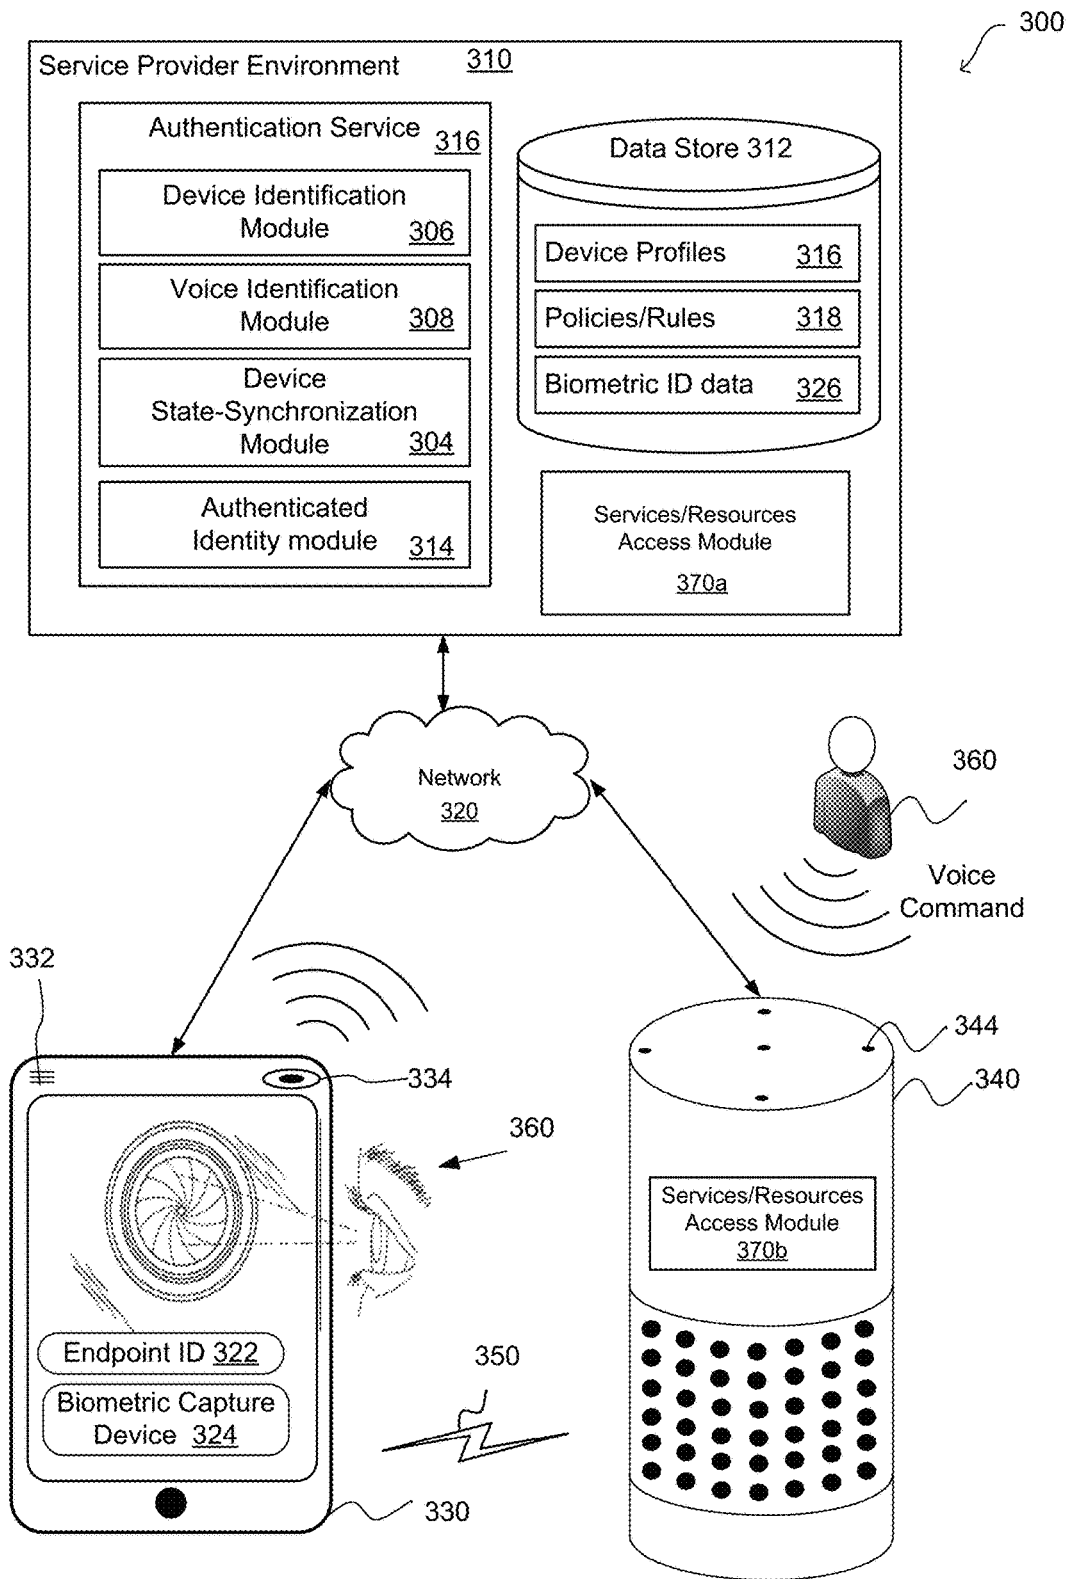 300
Service Provider Environment 310
Authentication Service 316
Device Identification
Module 306
Voice Identification
Module 308
Device
State-Synchronization
Module 304
Authenticated
Identity module 314
Data Store 312
Device Profiles 316
Policies/Rules 318
Biometric ID data 326
Services/Resources
Access Module
370a
Network
320
360
Voice
Command
332
334
360
Endpoint ID 322
Biometric Capture
Device 324
330
350
344
340
Services/Resources
Access Module
370b